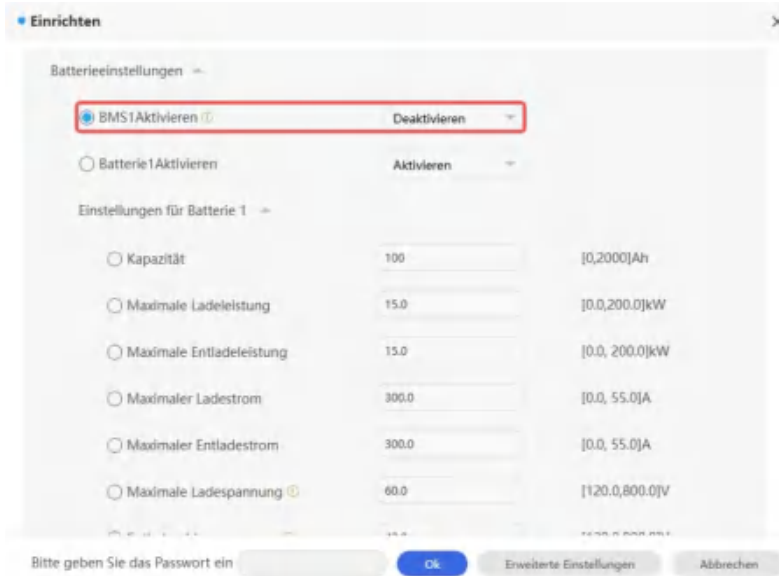 Einrichten
Batterieeinstellungen
BMS1Aktivieren Deaktivieren
Batterie1Aktivieren Aktivieren
Einstellungen für Batterie 1
Kapazität 100 [0,2000]Ah
Maximale Ladeleistung 15.0 [0.0,200.0]kW
Maximale Entladeleistung 15.0 [0.0, 200.0]kW
Maximaler Ladestrom 300.0 [0.0, 55.0]A
Maximaler Entladestrom 300.0 [0.0, 55.0]A
Maximale Ladespannung 60.0 [120.0,800.0]V
Bitte geben Sie das Passwort ein Ok Erweiterte Einstellungen Abbrechen